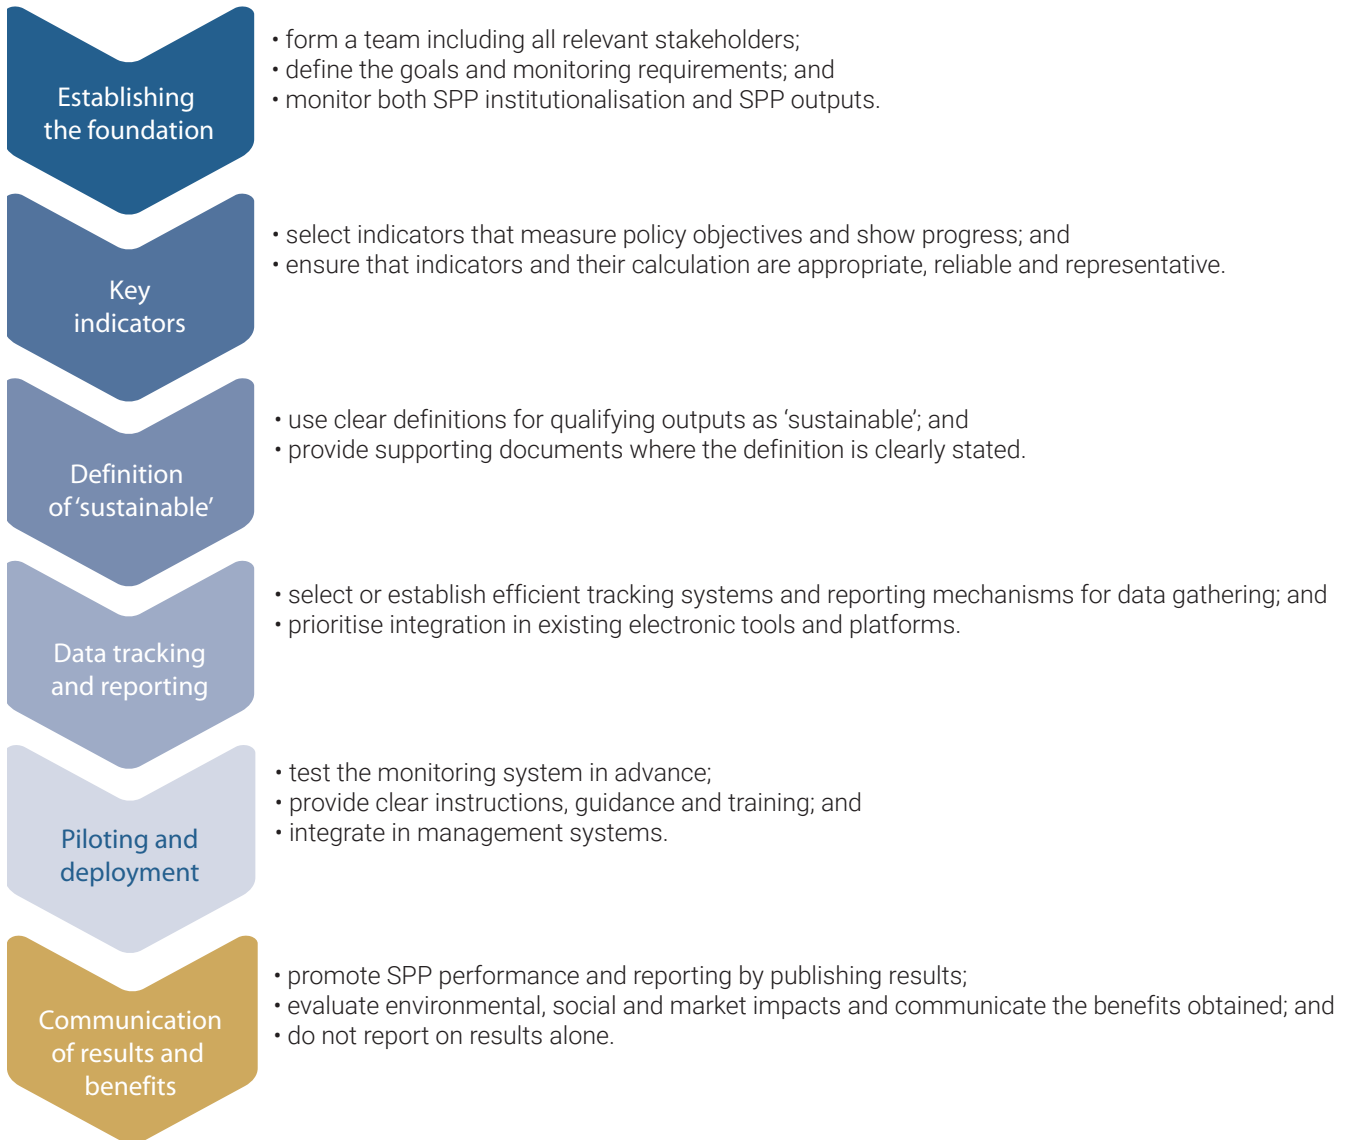 Establishing
the foundation
• form a team including all relevant stakeholders;
• define the goals and monitoring requirements; and
• monitor both SPP institutionalisation and SPP outputs.
Key
indicators
• select indicators that measure policy objectives and show progress; and
• ensure that indicators and their calculation are appropriate, reliable and representative.
Definition
of ‘sustainable’
• use clear definitions for qualifying outputs as ‘sustainable’; and
• provide supporting documents where the definition is clearly stated.
Data tracking
and reporting
• select or establish efficient tracking systems and reporting mechanisms for data gathering; and
• prioritise integration in existing electronic tools and platforms.
Piloting and
deployment
• test the monitoring system in advance;
• provide clear instructions, guidance and training; and
• integrate in management systems.
Communication
of results and
benefits
• promote SPP performance and reporting by publishing results;
• evaluate environmental, social and market impacts and communicate the benefits obtained; and
• do not report on results alone.